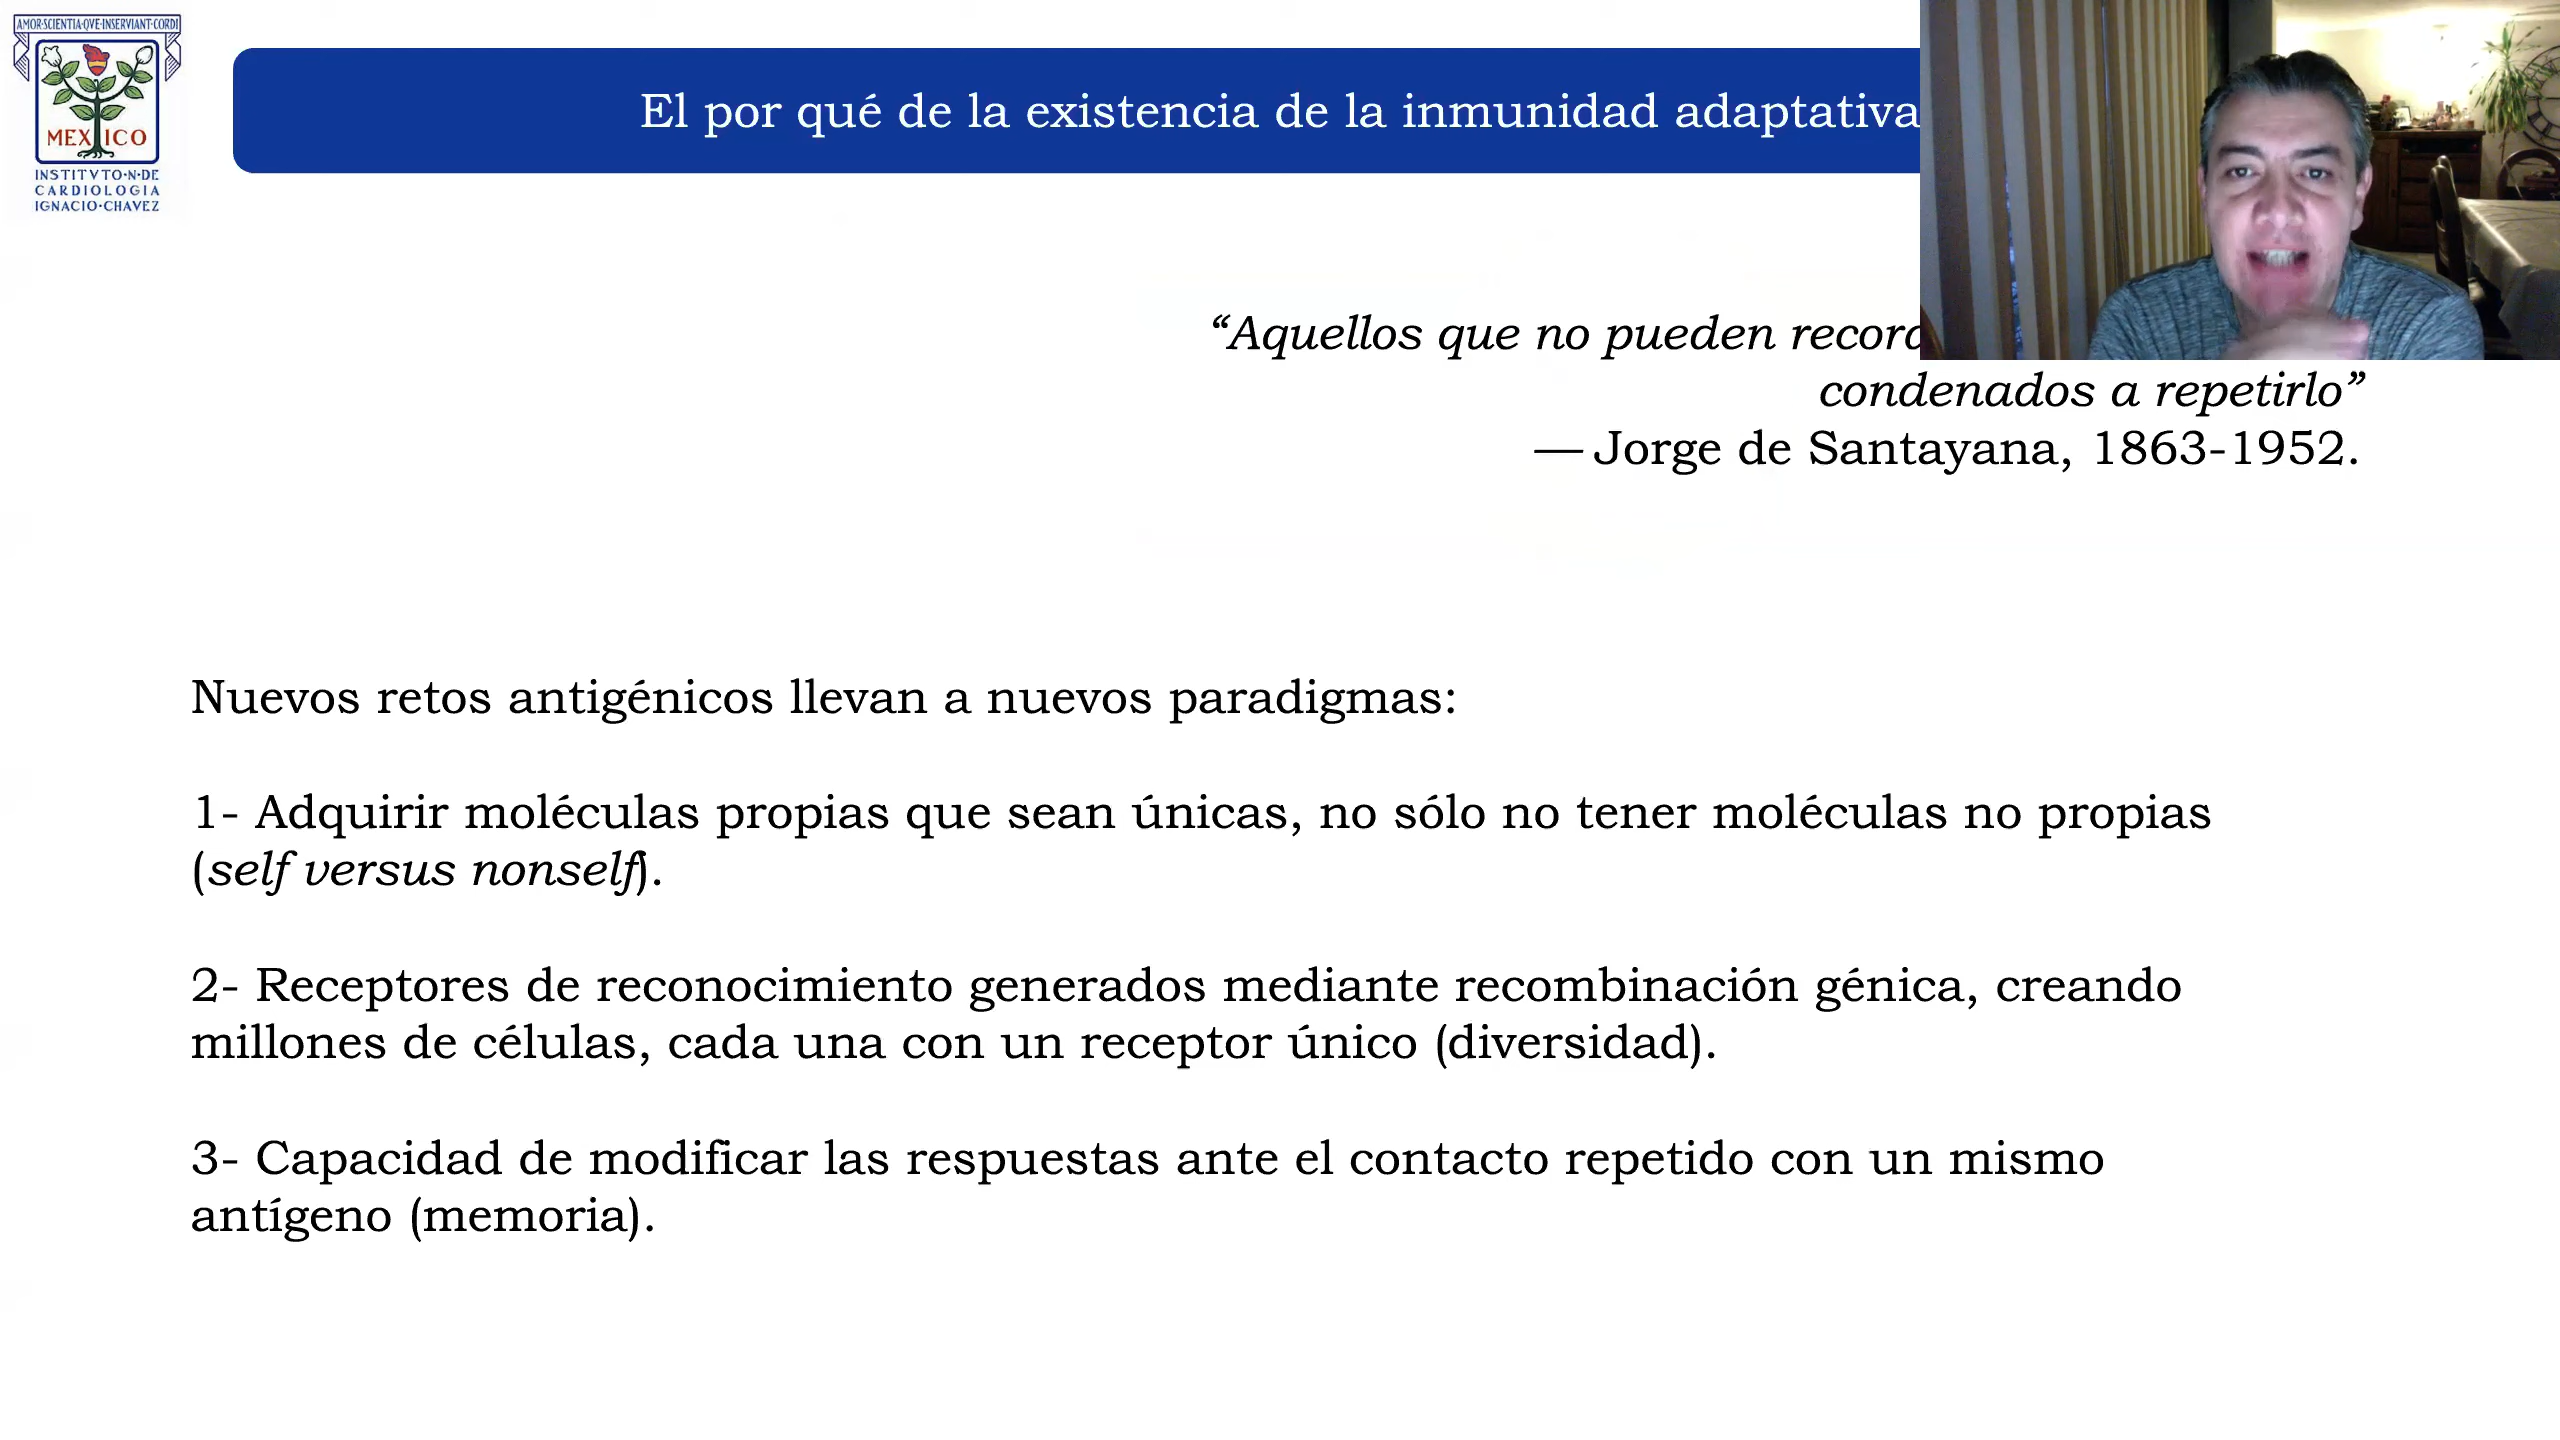 AMOR·SCIENTIA·QVE·INSERVIANT·CORDI
MEXICO
INSTITVTO·N·DE
CARDIOLOGIA
IGNACIO·CHAVEZ
El por qué de la existencia de la inmunidad adaptativa
“Aquellos que no pueden
condenados a repetirlo”
— Jorge de Santayana, 1863-1952.
Nuevos retos antigénicos llevan a nuevos paradigmas:
1- Adquirir moléculas propias que sean únicas, no sólo no tener moléculas no propias
(self versus nonself).
2- Receptores de reconocimiento generados mediante recombinación génica, creando
millones de células, cada una con un receptor único (diversidad).
3- Capacidad de modificar las respuestas ante el contacto repetido con un mismo
antígeno (memoria).